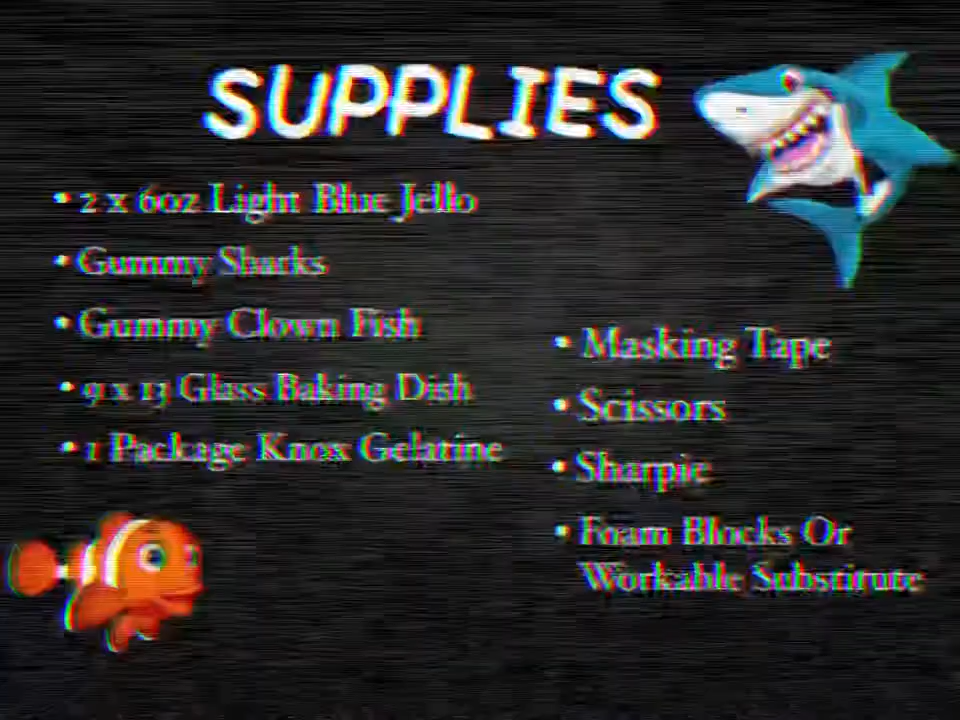 SUPPLIES
• 2 x 6oz Light Blue Jello
• Gummy Sharks
• Gummy Clown Fish
• 9 x 13 Glass Baking Dish
• 1 Package Knox Gelatine
• Masking Tape
• Scissors
• Sharpie
• Foam Blocks Or
Workable Substitute